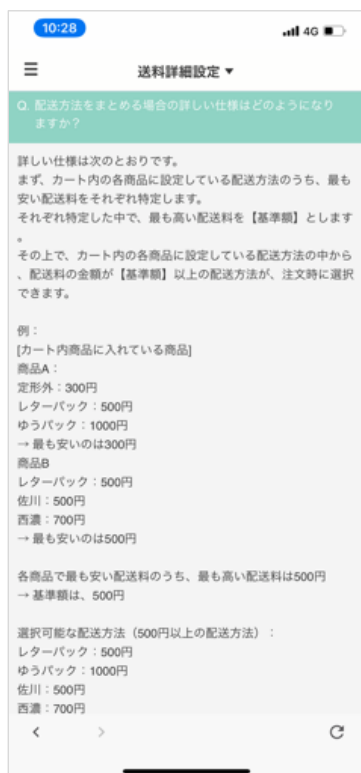 10:28
4G
送料詳細設定 ▼
Q. 配送方法をまとめる場合の詳しい仕様はどのようになり
ますか？
詳しい仕様は次のとおりです。
まず、カート内の各商品に設定している配送方法のうち、最も
安い配送料をそれぞれ特定します。
それぞれ特定した中で、最も高い配送料を【基準額】とします
。
その上で、カート内の各商品に設定している配送方法の中から
、配送料の金額が【基準額】以上の配送方法が、注文時に選択
できます。
例：
[カート内商品に入れている商品]
商品A：
定形外：300円
レターパック：500円
ゆうパック：1000円
→ 最も安いのは300円
商品B
レターパック：500円
佐川：500円
西濃：700円
→ 最も安いのは500円
各商品で最も安い配送料のうち、最も高い配送料は500円
→ 基準額は、500円
選択可能な配送方法（500円以上の配送方法）：
レターパック：500円
ゆうパック：1000円
佐川：500円
西濃：700円